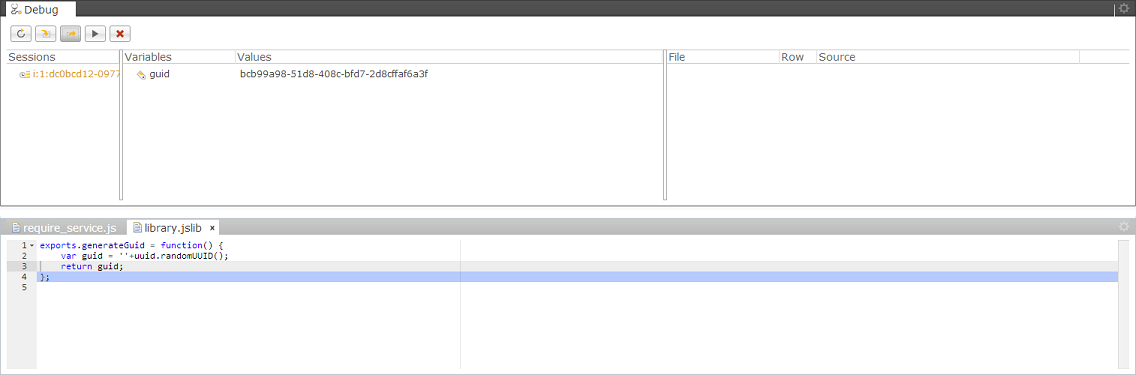 Debug
Sessions Variables Values File Row Source
i:1:dc0bcd12-0977 guid bcb99a98-51d8-408c-bfd7-2d8cffaf6a3f
require_service.js library.jslib x
1 exports.generateGuid = function() {
2 var guid = ''+uuid.randomUUID();
3 return guid;
4 };
5